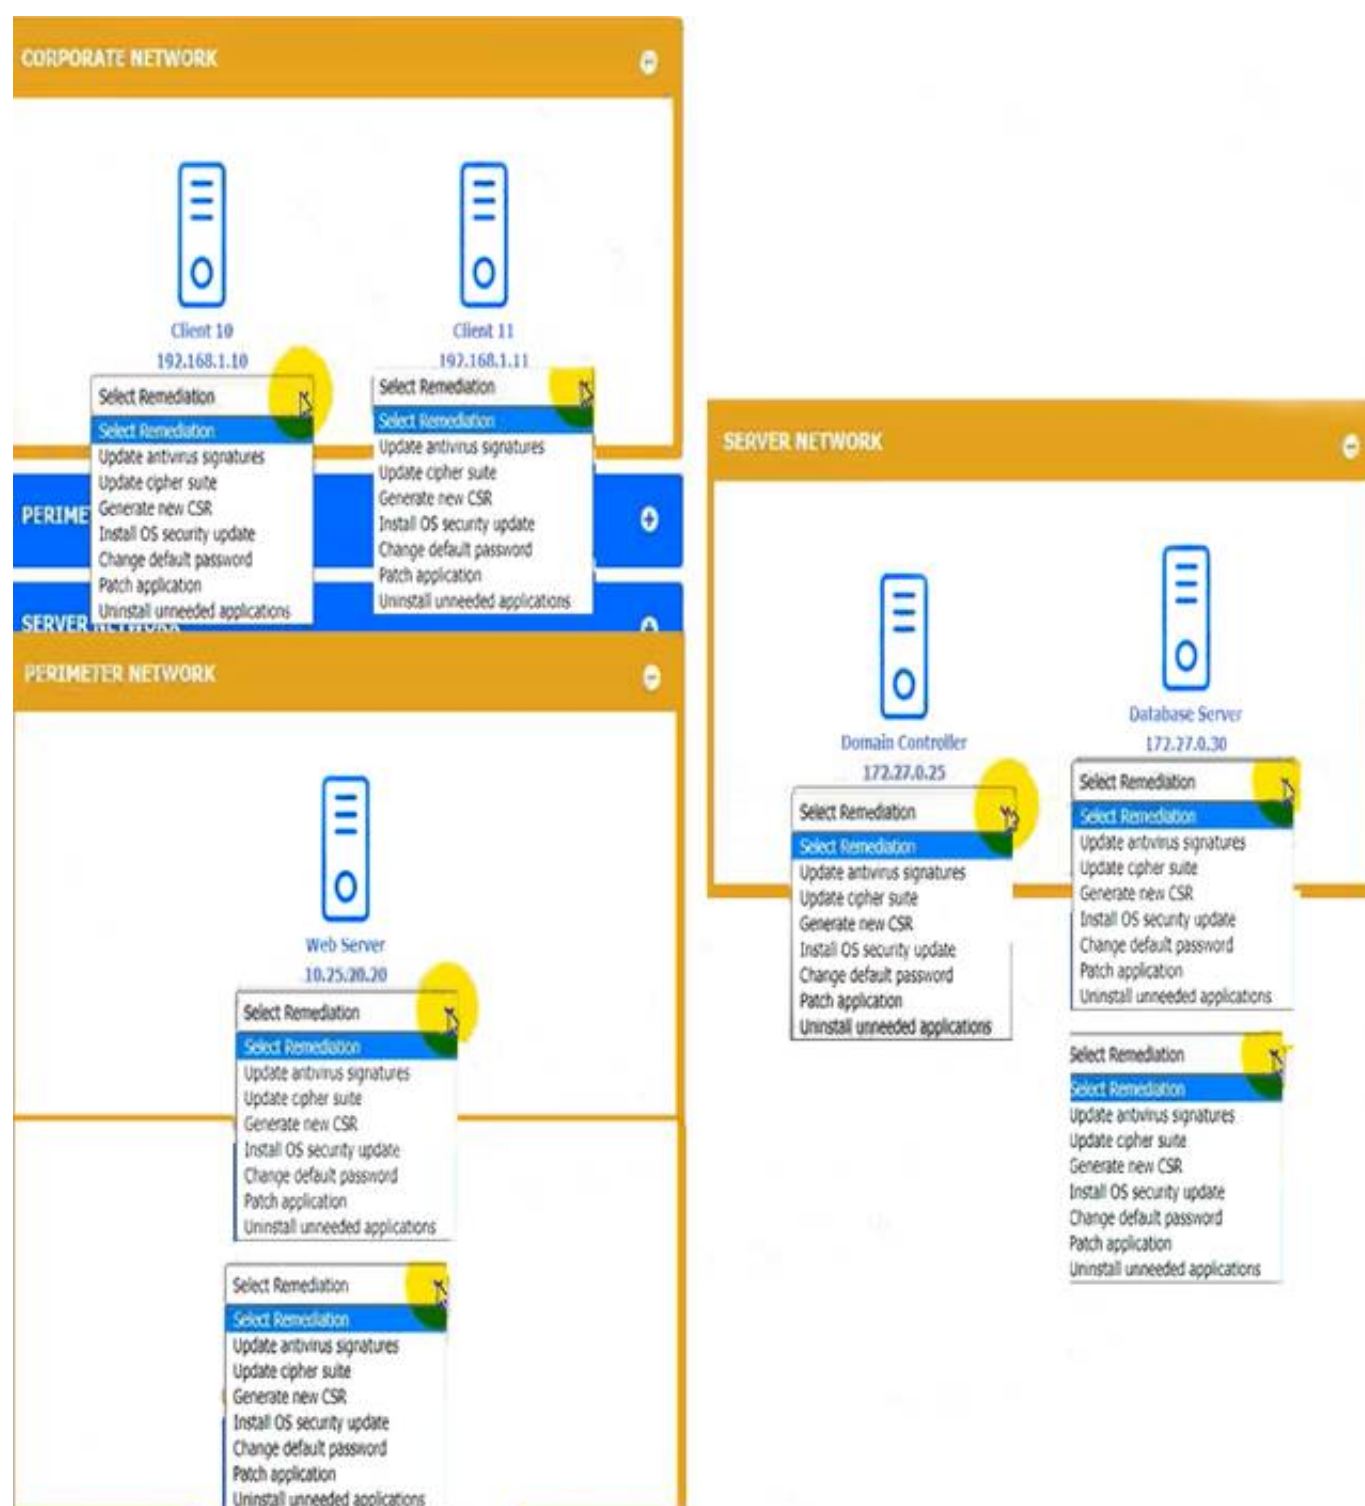 CORPORATE NETWORK
Client 10
192.168.1.10
Select Remediation
Select Remediation
Update antivirus signatures
Update cipher suite
Generate new CSR
Install OS security update
Change default password
Patch application
Uninstall unneeded applications
Client 11
192.168.1.11
Select Remediation
Select Remediation
Update antivirus signatures
Update cipher suite
Generate new CSR
Install OS security update
Change default password
Patch application
Uninstall unneeded applications
PERIME
SERVER NETWORK
PERIMETER NETWORK
Web Server
10.25.20.20
Select Remediation
Select Remediation
Update antivirus signatures
Update cipher suite
Generate new CSR
Install OS security update
Change default password
Patch application
Uninstall unneeded applications
Select Remediation
Select Remediation
Update antivirus signatures
Update cipher suite
Generate new CSR
Install OS security update
Change default password
Patch application
Uninstall unneeded applications
SERVER NETWORK
Domain Controller
172.27.0.25
Select Remediation
Select Remediation
Update antivirus signatures
Update cipher suite
Generate new CSR
Install OS security update
Change default password
Patch application
Uninstall unneeded applications
Database Server
172.27.0.30
Select Remediation
Select Remediation
Update antivirus signatures
Update cipher suite
Generate new CSR
Install OS security update
Change default password
Patch application
Uninstall unneeded applications
Select Remediation
Select Remediation
Update antivirus signatures
Update cipher suite
Generate new CSR
Install OS security update
Change default password
Patch application
Uninstall unneeded applications